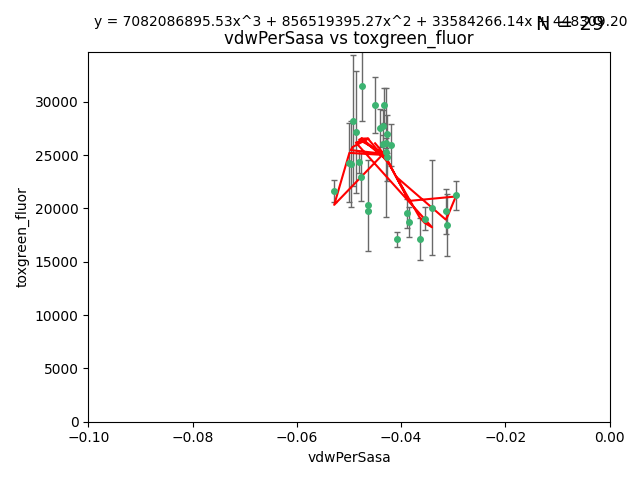 y = 7082086895.53x^3 + 856519395.27x^2 + 33584266.14x + 448309.20
N = 29
vdwPerSasa vs toxgreen_fluor
30000
25000
20000
15000
10000
5000
0
toxgreen_fluor
−0.10 −0.08 −0.06 −0.04 −0.02 0.00
vdwPerSasa